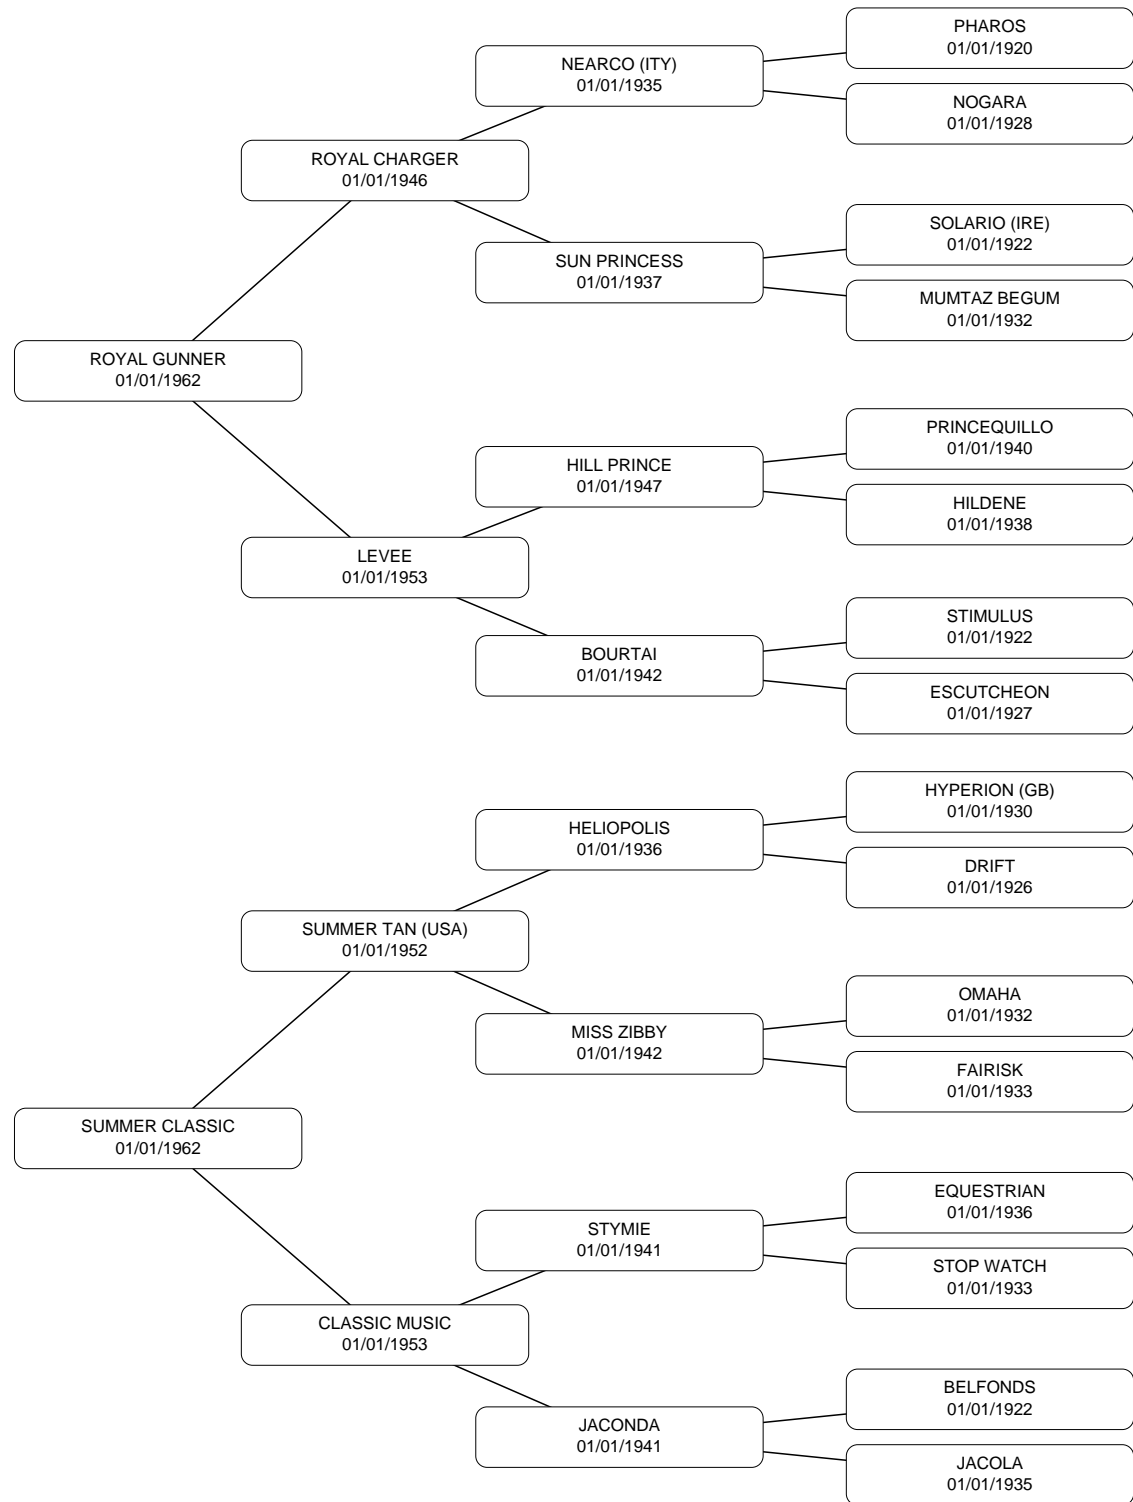 PHAROS
01/01/1920
NEARCO (ITY)
01/01/1935
NOGARA
01/01/1928
ROYAL CHARGER
01/01/1946
SOLARIO (IRE)
01/01/1922
SUN PRINCESS
01/01/1937
MUMTAZ BEGUM
01/01/1932
ROYAL GUNNER
01/01/1962
PRINCEQUILLO
01/01/1940
HILL PRINCE
01/01/1947
HILDENE
01/01/1938
LEVEE
01/01/1953
STIMULUS
01/01/1922
BOURTAI
01/01/1942
ESCUTCHEON
01/01/1927
HYPERION (GB)
01/01/1930
HELIOPOLIS
01/01/1936
DRIFT
01/01/1926
SUMMER TAN (USA)
01/01/1952
OMAHA
01/01/1932
MISS ZIBBY
01/01/1942
FAIRISK
01/01/1933
SUMMER CLASSIC
01/01/1962
EQUESTRIAN
01/01/1936
STYMIE
01/01/1941
STOP WATCH
01/01/1933
CLASSIC MUSIC
01/01/1953
BELFONDS
01/01/1922
JACONDA
01/01/1941
JACOLA
01/01/1935